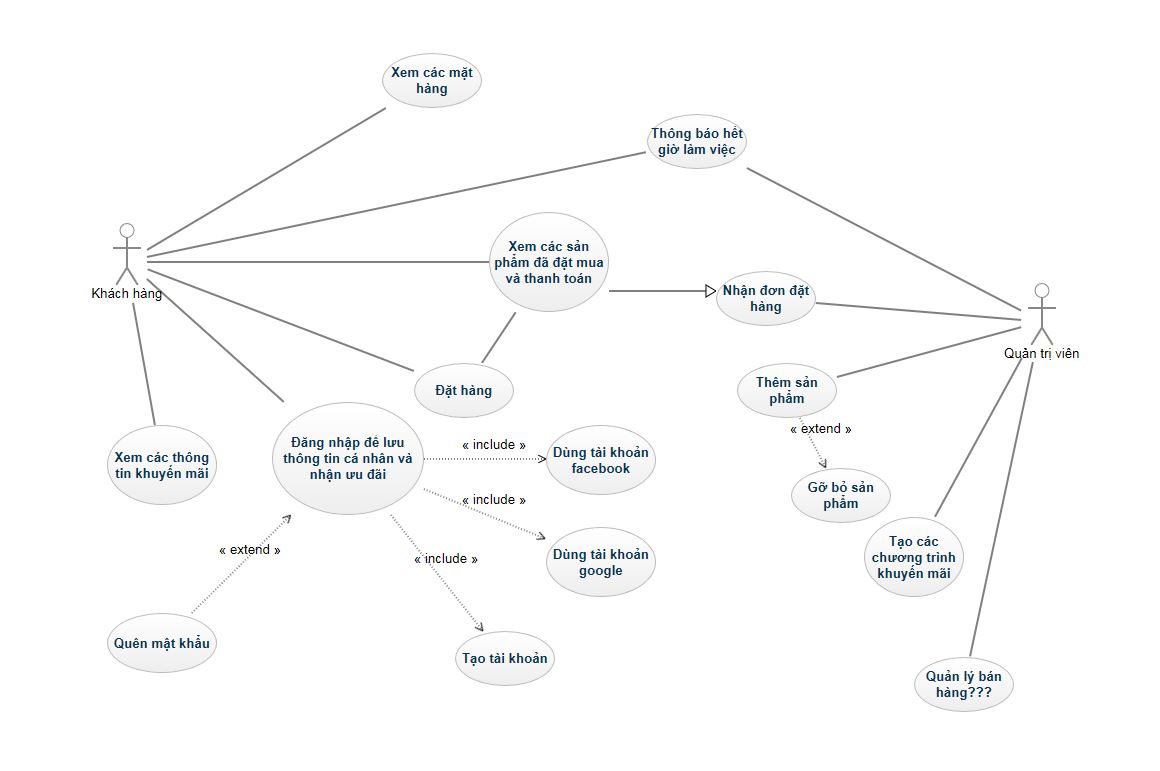 Xem các mặt
hàng
Thông báo hết
giờ làm việc
Xem các sản
phẩm đã đặt mua
và thanh toán
Khách hàng
Nhận đơn đặt
hàng
Quản trị viên
Đặt hàng
Thêm sản
phẩm
« extend »
Đăng nhập để lưu
thông tin cá nhân và
nhận ưu đãi
« include »
Dùng tài khoản
facebook
Xem các thông
tin khuyến mãi
Gỡ bỏ sản
phẩm
« include »
Dùng tài khoản
google
Tạo các
chương trình
khuyến mãi
« extend »
« include »
Quên mật khẩu
Tạo tài khoản
Quản lý bán
hàng???